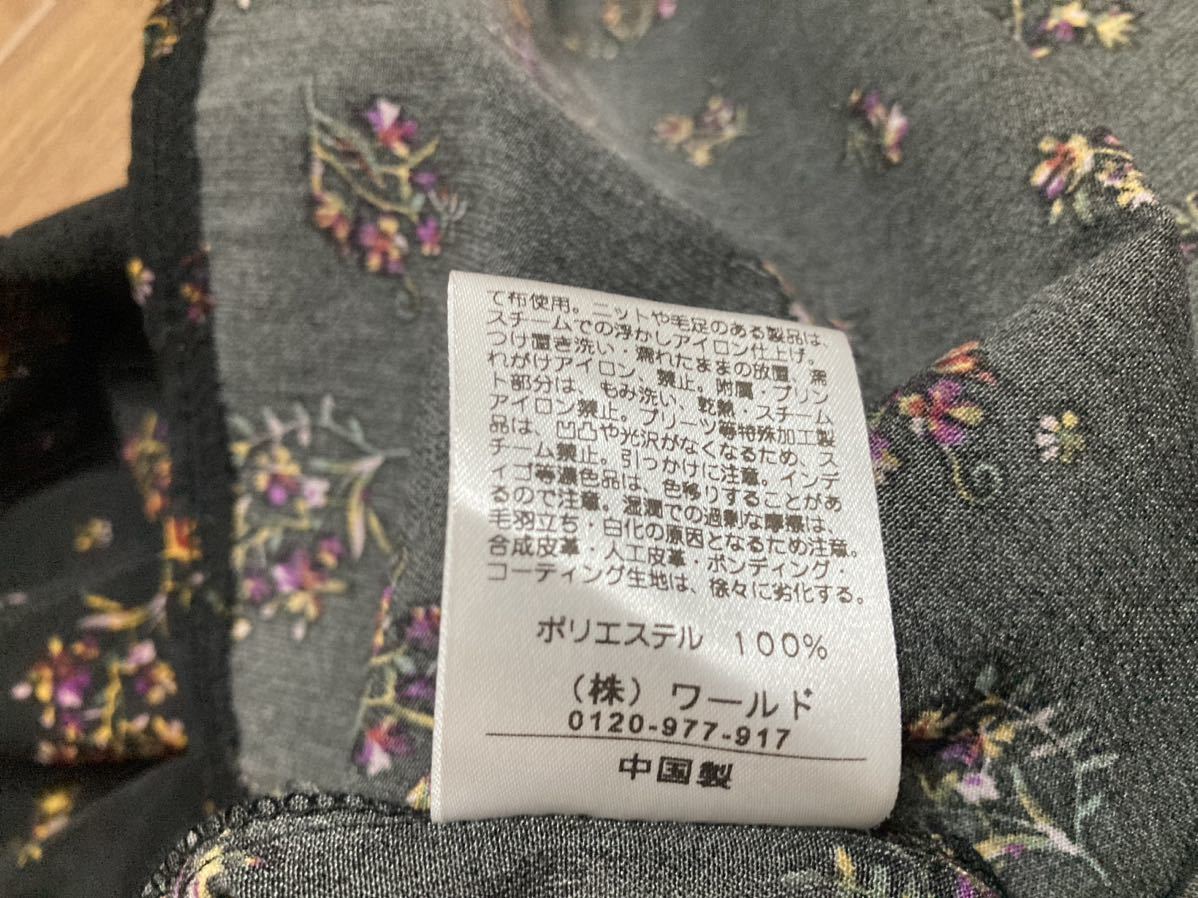 て布使用。ニットや毛足のある製品は、
スチームでの浮かしアイロン仕上げ。
つけ置き洗い・濡れたままの放置、濡
れがけアイロン、禁止。附属・プリン
ト部分は、もみ洗い、乾熱・スチーム
アイロン禁止。プリーツ等特殊加工製
品は、凹凸や光沢がなくなるため、ス
チーム禁止。引っかけに注意。インデ
ィゴ等濃色品は、色移りすることがあ
るので注意。湿潤での過剰な摩擦は、
毛羽立ち・白化の原因となるため注意。
合成皮革・人工皮革・ボンディング・
コーティング生地は、徐々に劣化する。
ポリエステル 100%
（株）ワールド
0120-977-917
中国製